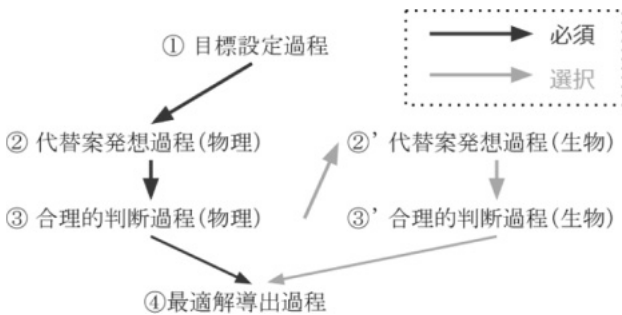 必須
選択
① 目標設定過程
② 代替案発想過程(物理)
②’ 代替案発想過程(生物)
③ 合理的判断過程(物理)
③’ 合理的判断過程(生物)
④最適解導出過程